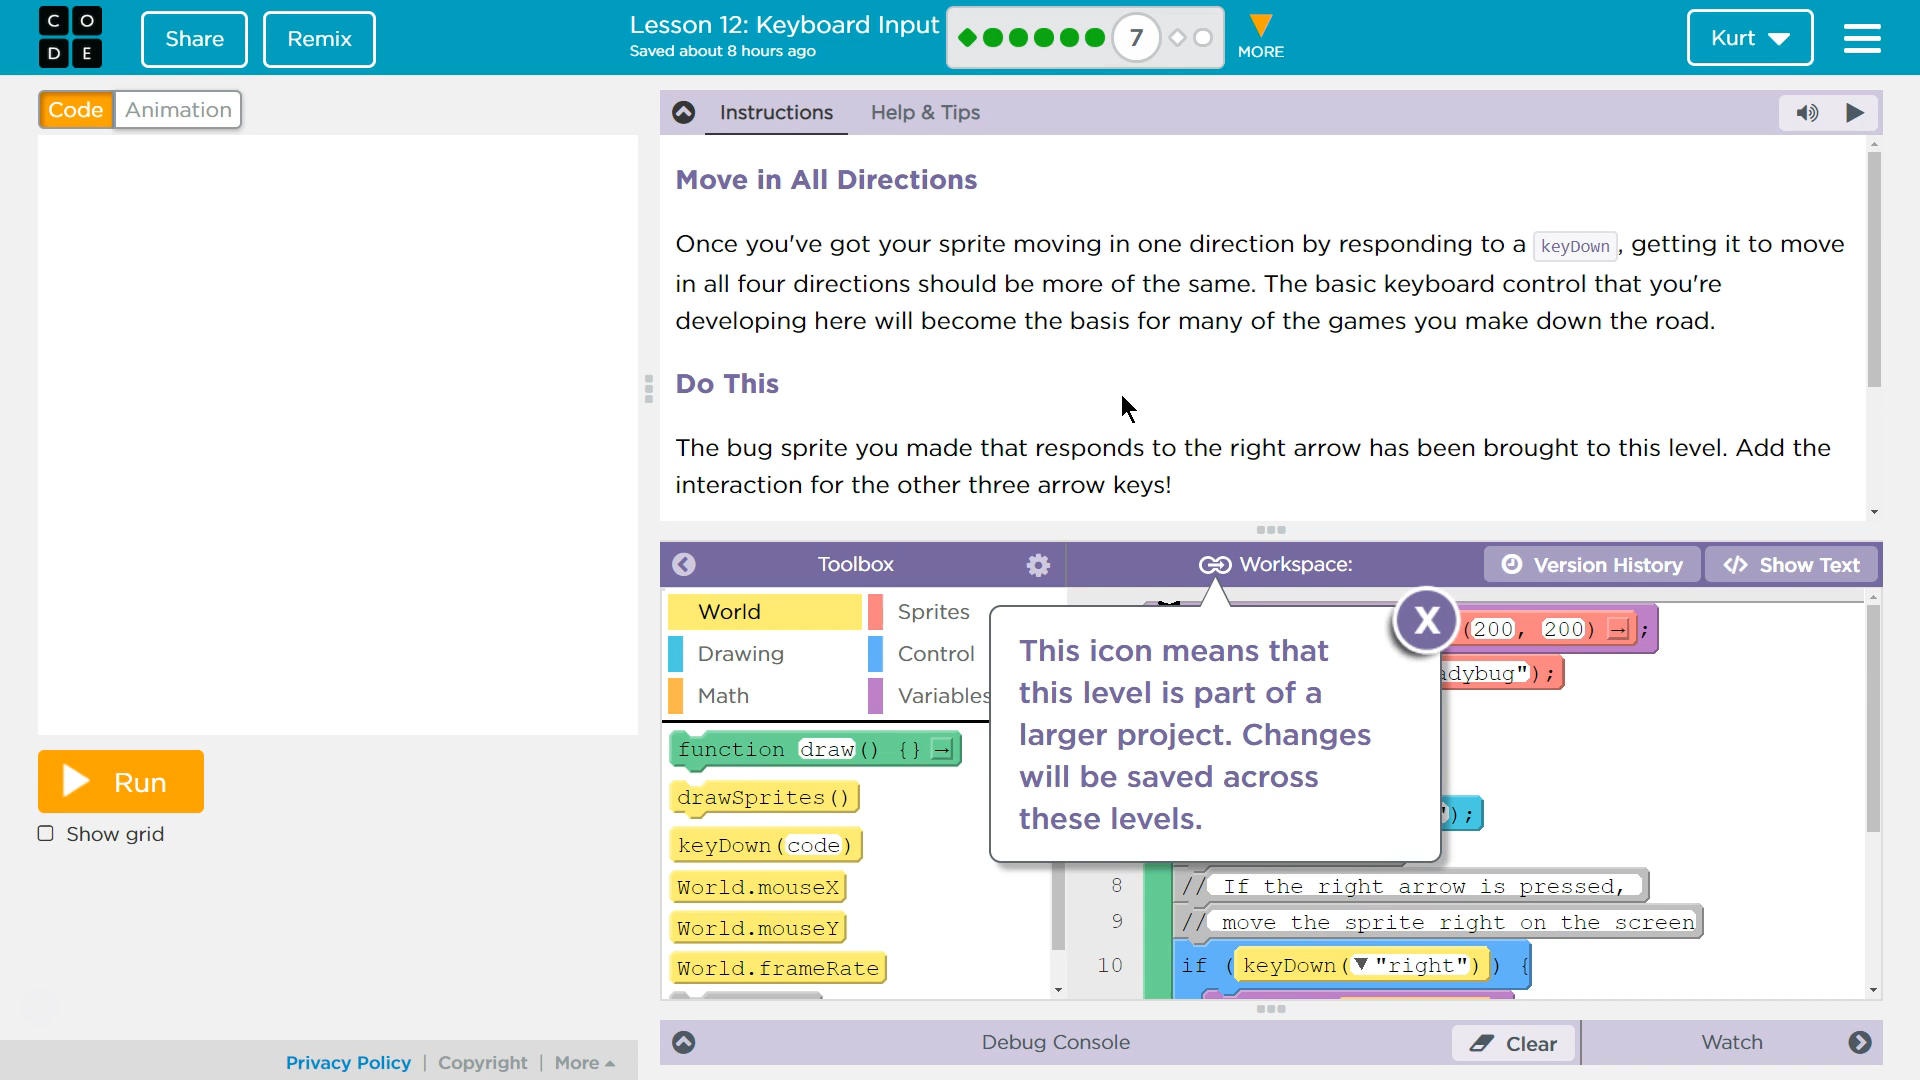 CODE
Share
Remix
Lesson 12: Keyboard Input
Saved about 8 hours ago
7
MORE
Kurt
Code
Animation
Instructions
Help & Tips
Move in All Directions
Once you've got your sprite moving in one direction by responding to a keyDown, getting it to move
in all four directions should be more of the same. The basic keyboard control that you're
developing here will become the basis for many of the games you make down the road.
Do This
The bug sprite you made that responds to the right arrow has been brought to this level. Add the
interaction for the other three arrow keys!
Toolbox
Workspace:
Version History
</> Show Text
World
Sprites
Drawing
Control
Math
Variables
function draw() {} →
drawSprites()
keyDown(code)
World.mouseX
World.mouseY
World.frameRate
(200, 200) → ;
adybug");
");
This icon means that
this level is part of a
larger project. Changes
will be saved across
these levels.
X
8 // If the right arrow is pressed,
9 // move the sprite right on the screen
10 if (keyDown(▼"right")) {
Run
Show grid
Debug Console
Clear
Watch
Privacy Policy | Copyright | More